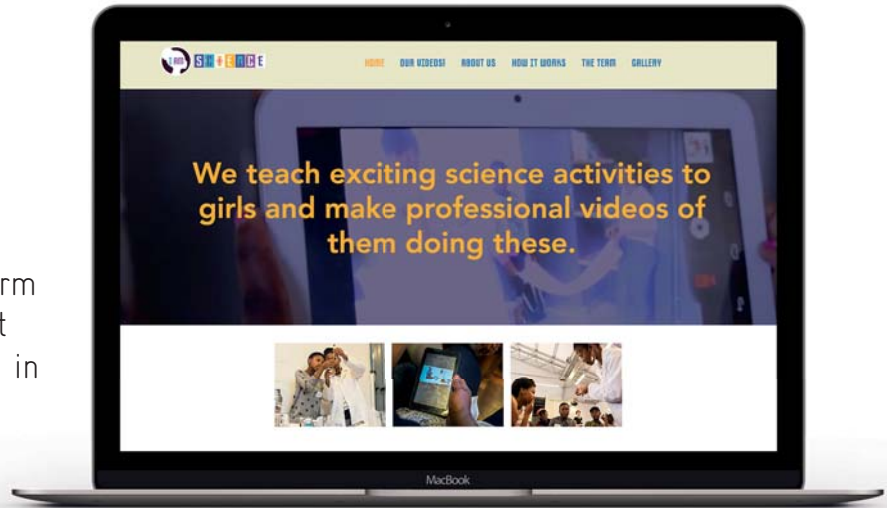 I AM SCIENCE
HOME OUR VIDEOS! ABOUT US HOW IT WORKS THE TEAM GALLERY
We teach exciting science activities to
girls and make professional videos of
them doing these.
rm
t
in
MacBook